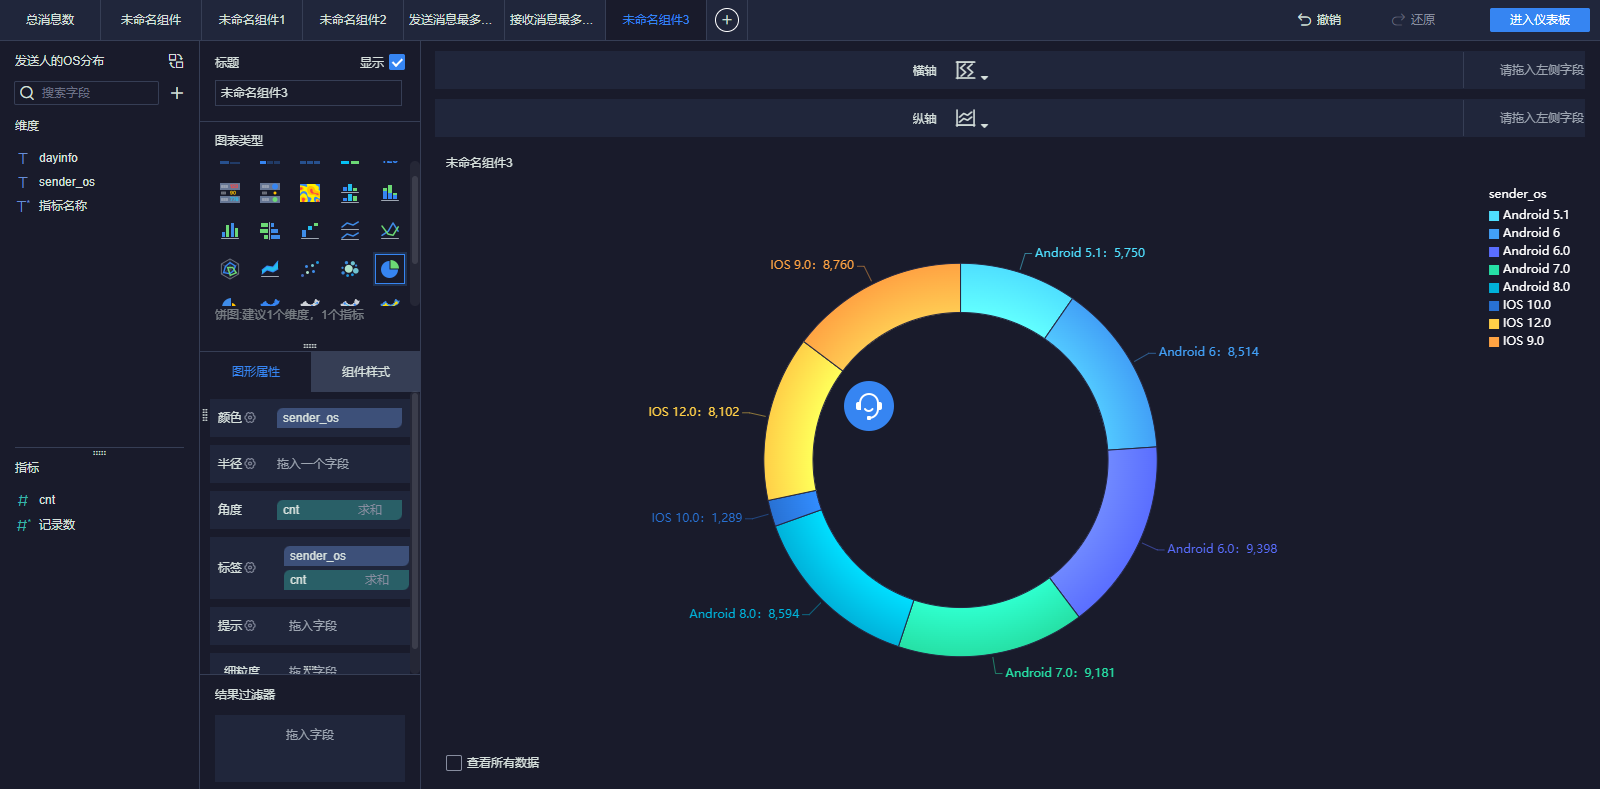 总消息数
未命名组件
未命名组件1
未命名组件2
发送消息最多...
接收消息最多...
未命名组件3
撤销
还原
进入仪表板
发送人的OS分布
搜索字段
维度
T dayinfo
T sender_os
T* 指标名称
指标
# cnt
#* 记录数
标题
显示
未命名组件3
图表类型
饼图:建议1个维度，1个指标
图形属性
组件样式
颜色
sender_os
半径
拖入一个字段
角度
cnt 求和
标签
sender_os
cnt 求和
提示
拖入字段
细粒度
拖入字段
结果过滤器
拖入字段
横轴
请拖入左侧字段
纵轴
请拖入左侧字段
未命名组件3
sender_os
Android 5.1
Android 6
Android 6.0
Android 7.0
Android 8.0
IOS 10.0
IOS 12.0
IOS 9.0
Android 5.1: 5,750
IOS 9.0: 8,760
Android 6: 8,514
IOS 12.0: 8,102
IOS 10.0: 1,289
Android 6.0: 9,398
Android 8.0: 8,594
Android 7.0: 9,181
查看所有数据